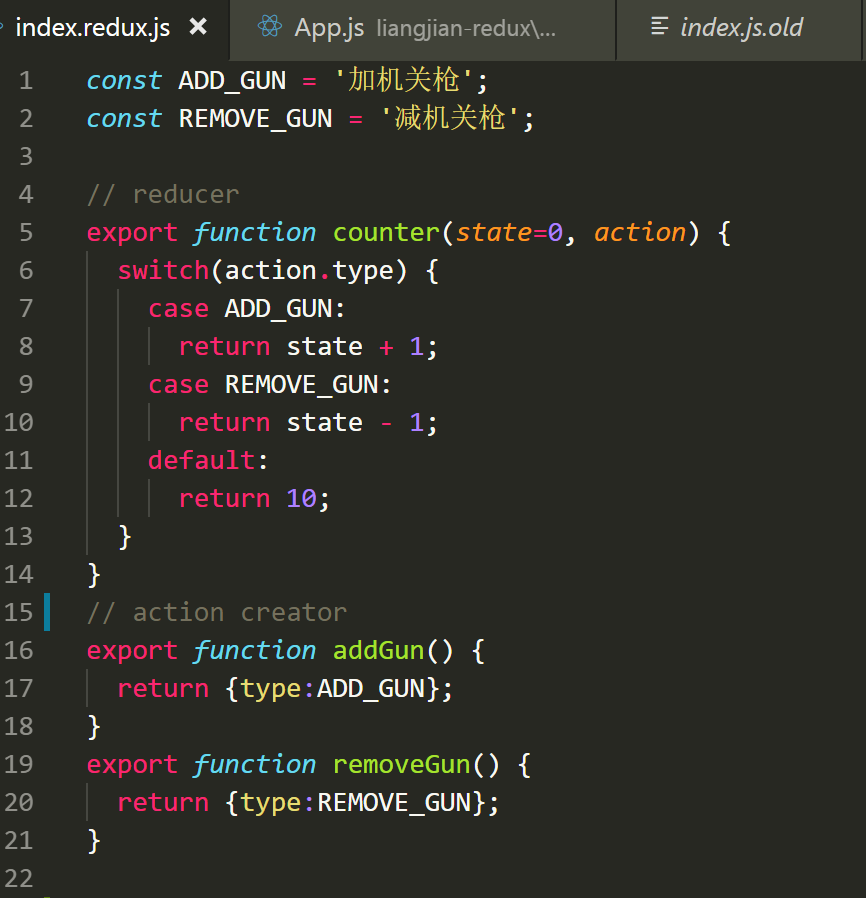 index.redux.js ×
App.js liangjian-redux\...
index.js.old
1 const ADD_GUN = '加机关枪';
2 const REMOVE_GUN = '减机关枪';
3
4 // reducer
5 export function counter(state=0, action) {
6   switch(action.type) {
7     case ADD_GUN:
8       return state + 1;
9     case REMOVE_GUN:
10       return state - 1;
11     default:
12       return 10;
13   }
14 }
15 // action creator
16 export function addGun() {
17   return {type:ADD_GUN};
18 }
19 export function removeGun() {
20   return {type:REMOVE_GUN};
21 }
22